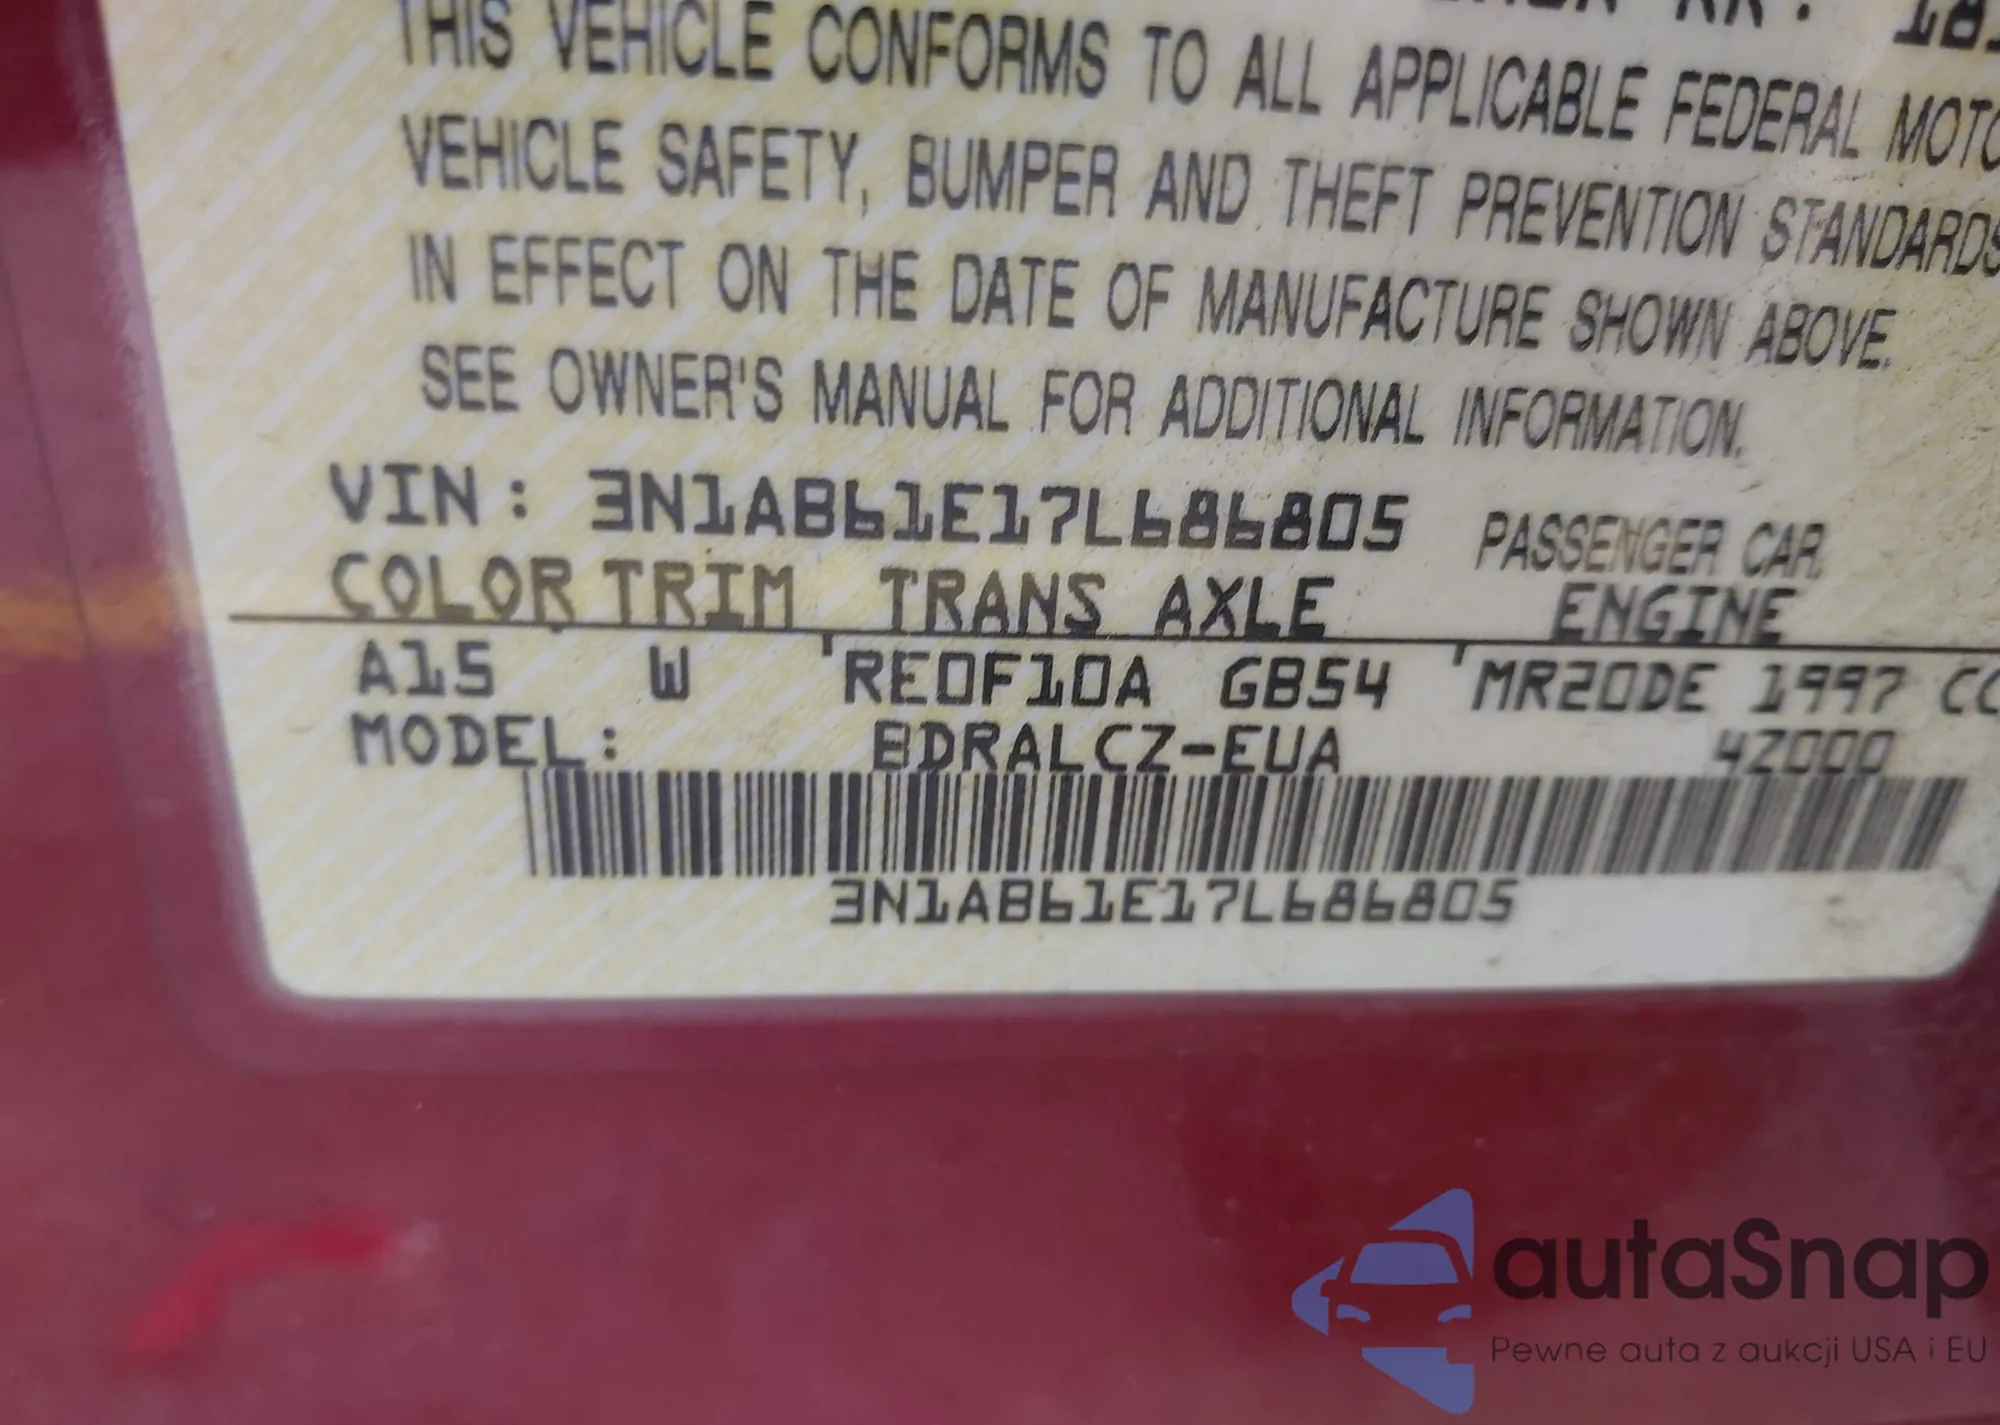 THIS VEHICLE CONFORMS TO ALL APPLICABLE FEDERAL MOTO
VEHICLE SAFETY, BUMPER AND THEFT PREVENTION STANDARDS
IN EFFECT ON THE DATE OF MANUFACTURE SHOWN ABOVE.
SEE OWNER'S MANUAL FOR ADDITIONAL INFORMATION.
VIN: 3N1AB61E17L686805 PASSENGER CAR.
COLOR TRIM TRANS AXLE ENGINE
A15 W RE0F10A GB54 MR20DE 1997 CC
MODEL: BDRALCZ-EUA 4Z000
3N1AB61E17L686805
autaSnap
Pewne auta z aukcji USA i EU